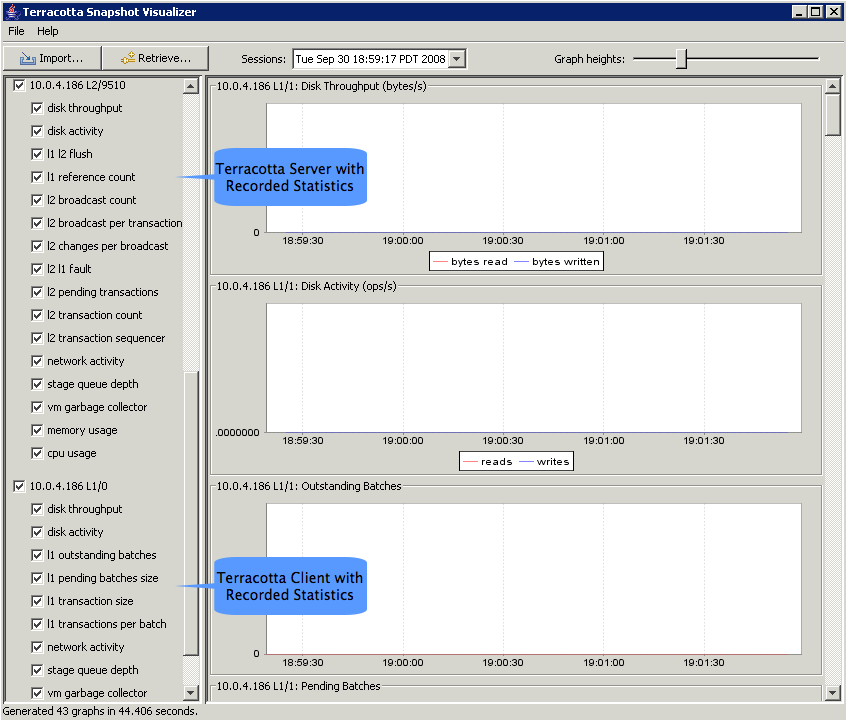 Terracotta Snapshot Visualizer
File Help
Import... Retrieve... Sessions: Tue Sep 30 18:59:17 PDT 2008 Graph heights:
10.0.4.186 L2/9510
disk throughput
disk activity
l1 l2 flush
l1 reference count
l2 broadcast count
l2 broadcast per transaction
l2 changes per broadcast
l2 l1 fault
l2 pending transactions
l2 transaction count
l2 transaction sequencer
network activity
stage queue depth
vm garbage collector
memory usage
cpu usage
10.0.4.186 L1/0
disk throughput
disk activity
l1 outstanding batches
l1 pending batches size
l1 transaction size
l1 transactions per batch
network activity
stage queue depth
vm garbage collector
Terracotta Server with
Recorded Statistics
Terracotta Client with
Recorded Statistics
10.0.4.186 L1/1: Disk Throughput (bytes/s)
0
18:59:30 19:00:00 19:00:30 19:01:00 19:01:30
bytes read bytes written
10.0.4.186 L1/1: Disk Activity (ops/s)
.0000000
18:59:30 19:00:00 19:00:30 19:01:00 19:01:30
reads writes
10.0.4.186 L1/1: Outstanding Batches
0
18:59:30 19:00:00 19:00:30 19:01:00 19:01:30
10.0.4.186 L1/1: Pending Batches
Generated 43 graphs in 44.406 seconds.